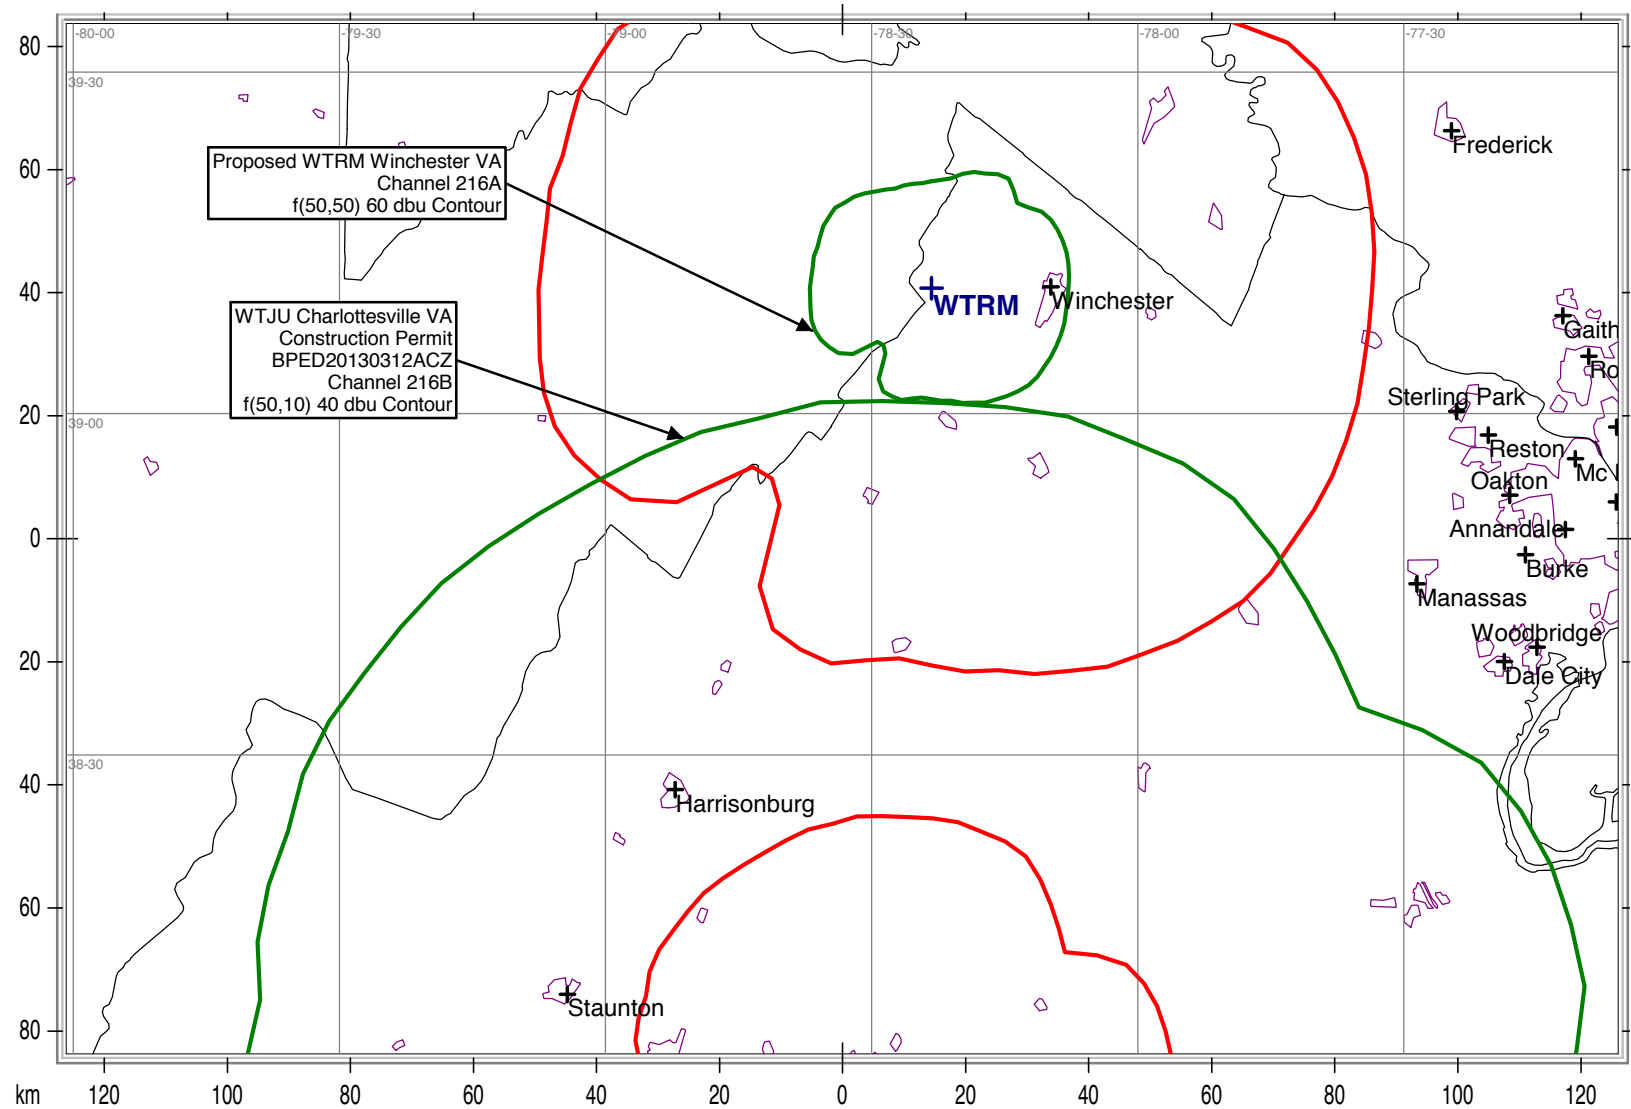 -80-00
-79-30
-79-00
-78-30
-78-00
-77-30
80
39-30
Proposed WTRM Winchester VA
Channel 216A
f(50,50) 60 dbu Contour
Frederick
60
40
WTRM
Winchester
WTJU Charlottesville VA
Construction Permit
BPED20130312ACZ
Channel 216B
f(50,10) 40 dbu Contour
Gaith
Ro
Sterling Park
20
39-00
Reston
Mc
Oakton
Annandale
0
Burke
Manassas
Woodbridge
20
Dale City
38-30
40
Harrisonburg
60
Staunton
80
km
120
100
80
60
40
20
0
20
40
60
80
100
120